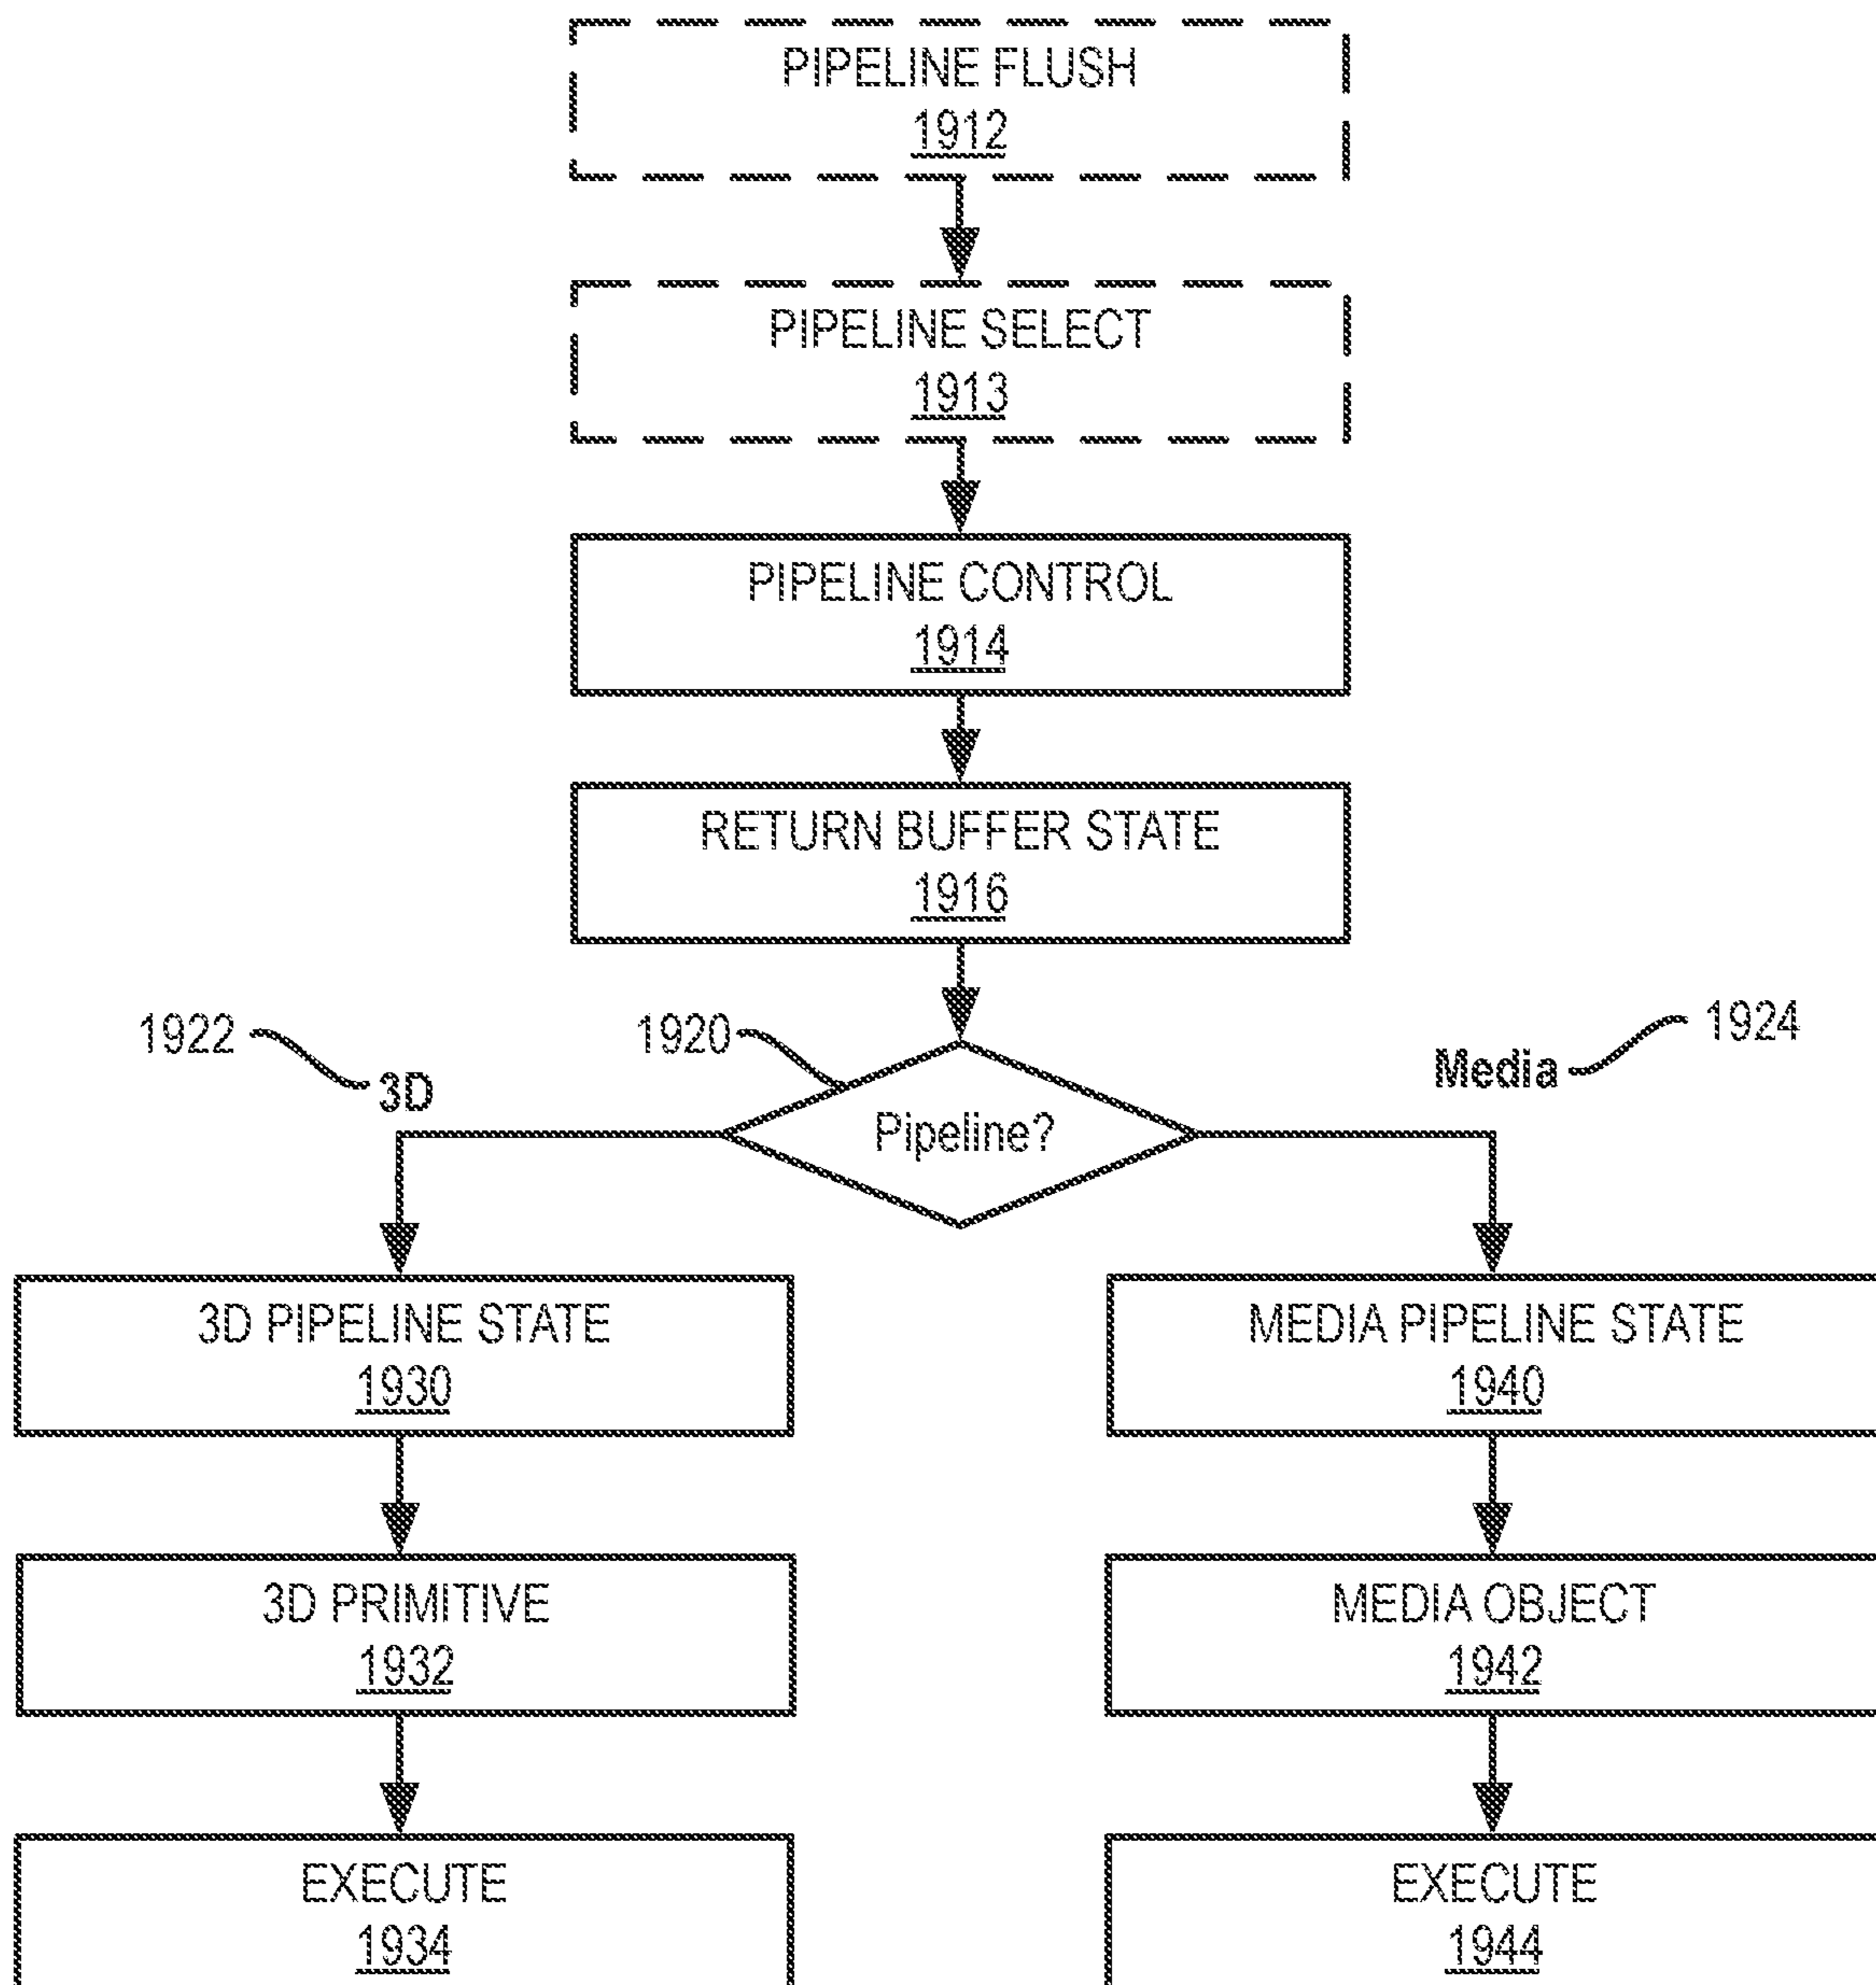 PIPELINE FLUSH
1912
PIPELINE SELECT
1913
PIPELINE CONTROL
1914
RETURN BUFFER STATE
1916
1922
3D
1920
Pipeline?
Media
1924
3D PIPELINE STATE
1930
MEDIA PIPELINE STATE
1940
3D PRIMITIVE
1932
MEDIA OBJECT
1942
EXECUTE
1934
EXECUTE
1944